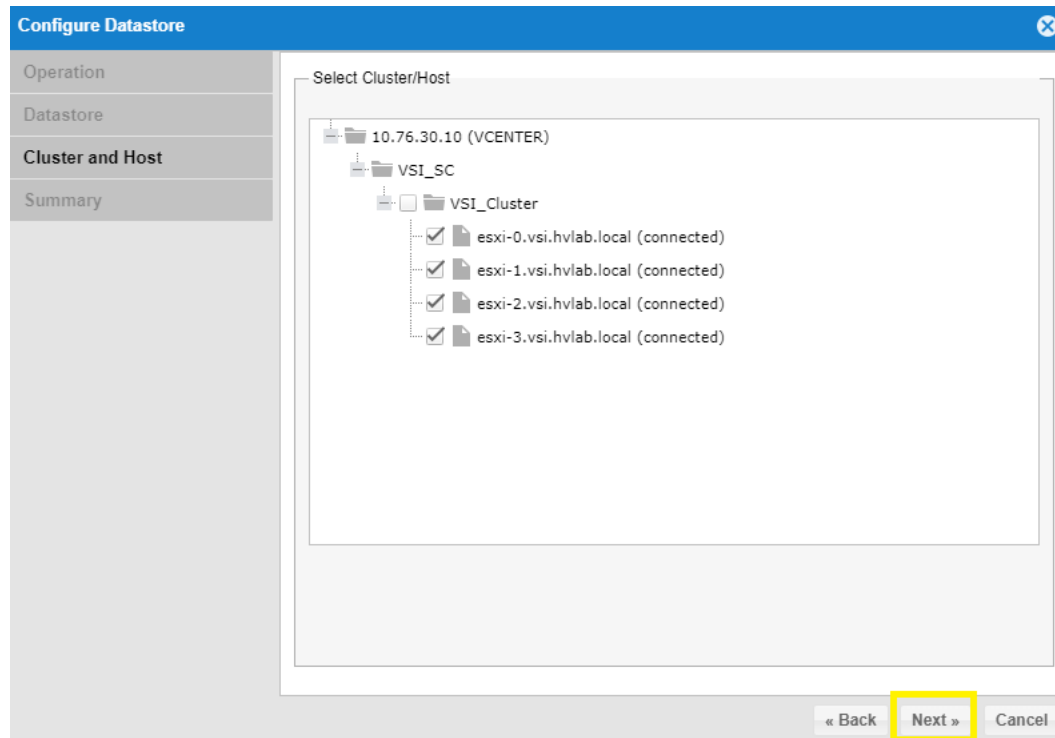 Configure Datastore
Operation
Datastore
Cluster and Host
Summary
Select Cluster/Host
10.76.30.10 (VCENTER)
VSI_SC
VSI_Cluster
esxi-0.vsi.hvlab.local (connected)
esxi-1.vsi.hvlab.local (connected)
esxi-2.vsi.hvlab.local (connected)
esxi-3.vsi.hvlab.local (connected)
« Back Next » Cancel